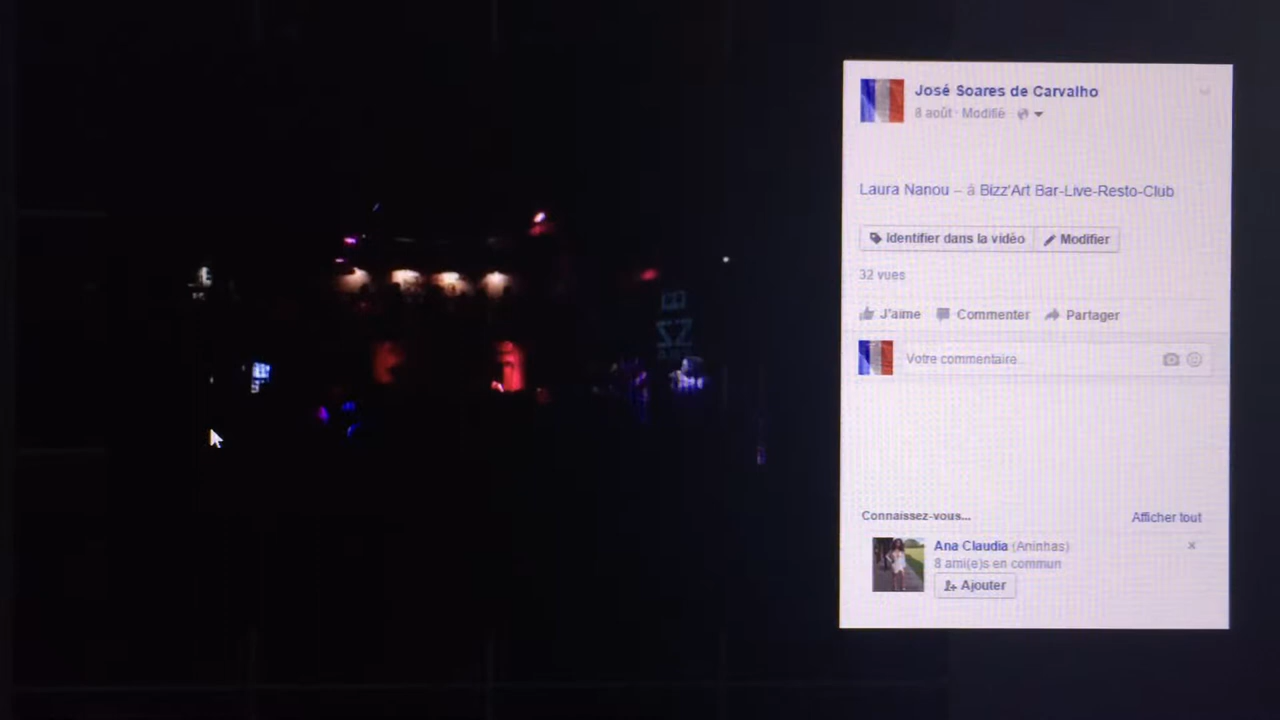 José Soares de Carvalho
8 août · Modifié ·
Laura Nanou – à Bizz'Art Bar-Live-Resto-Club
Identifier dans la vidéo Modifier
32 vues
J'aime Commenter Partager
Votre commentaire...
Connaissez-vous... Afficher tout
Ana Claudia (Aninhas)
8 ami(e)s en commun
Ajouter